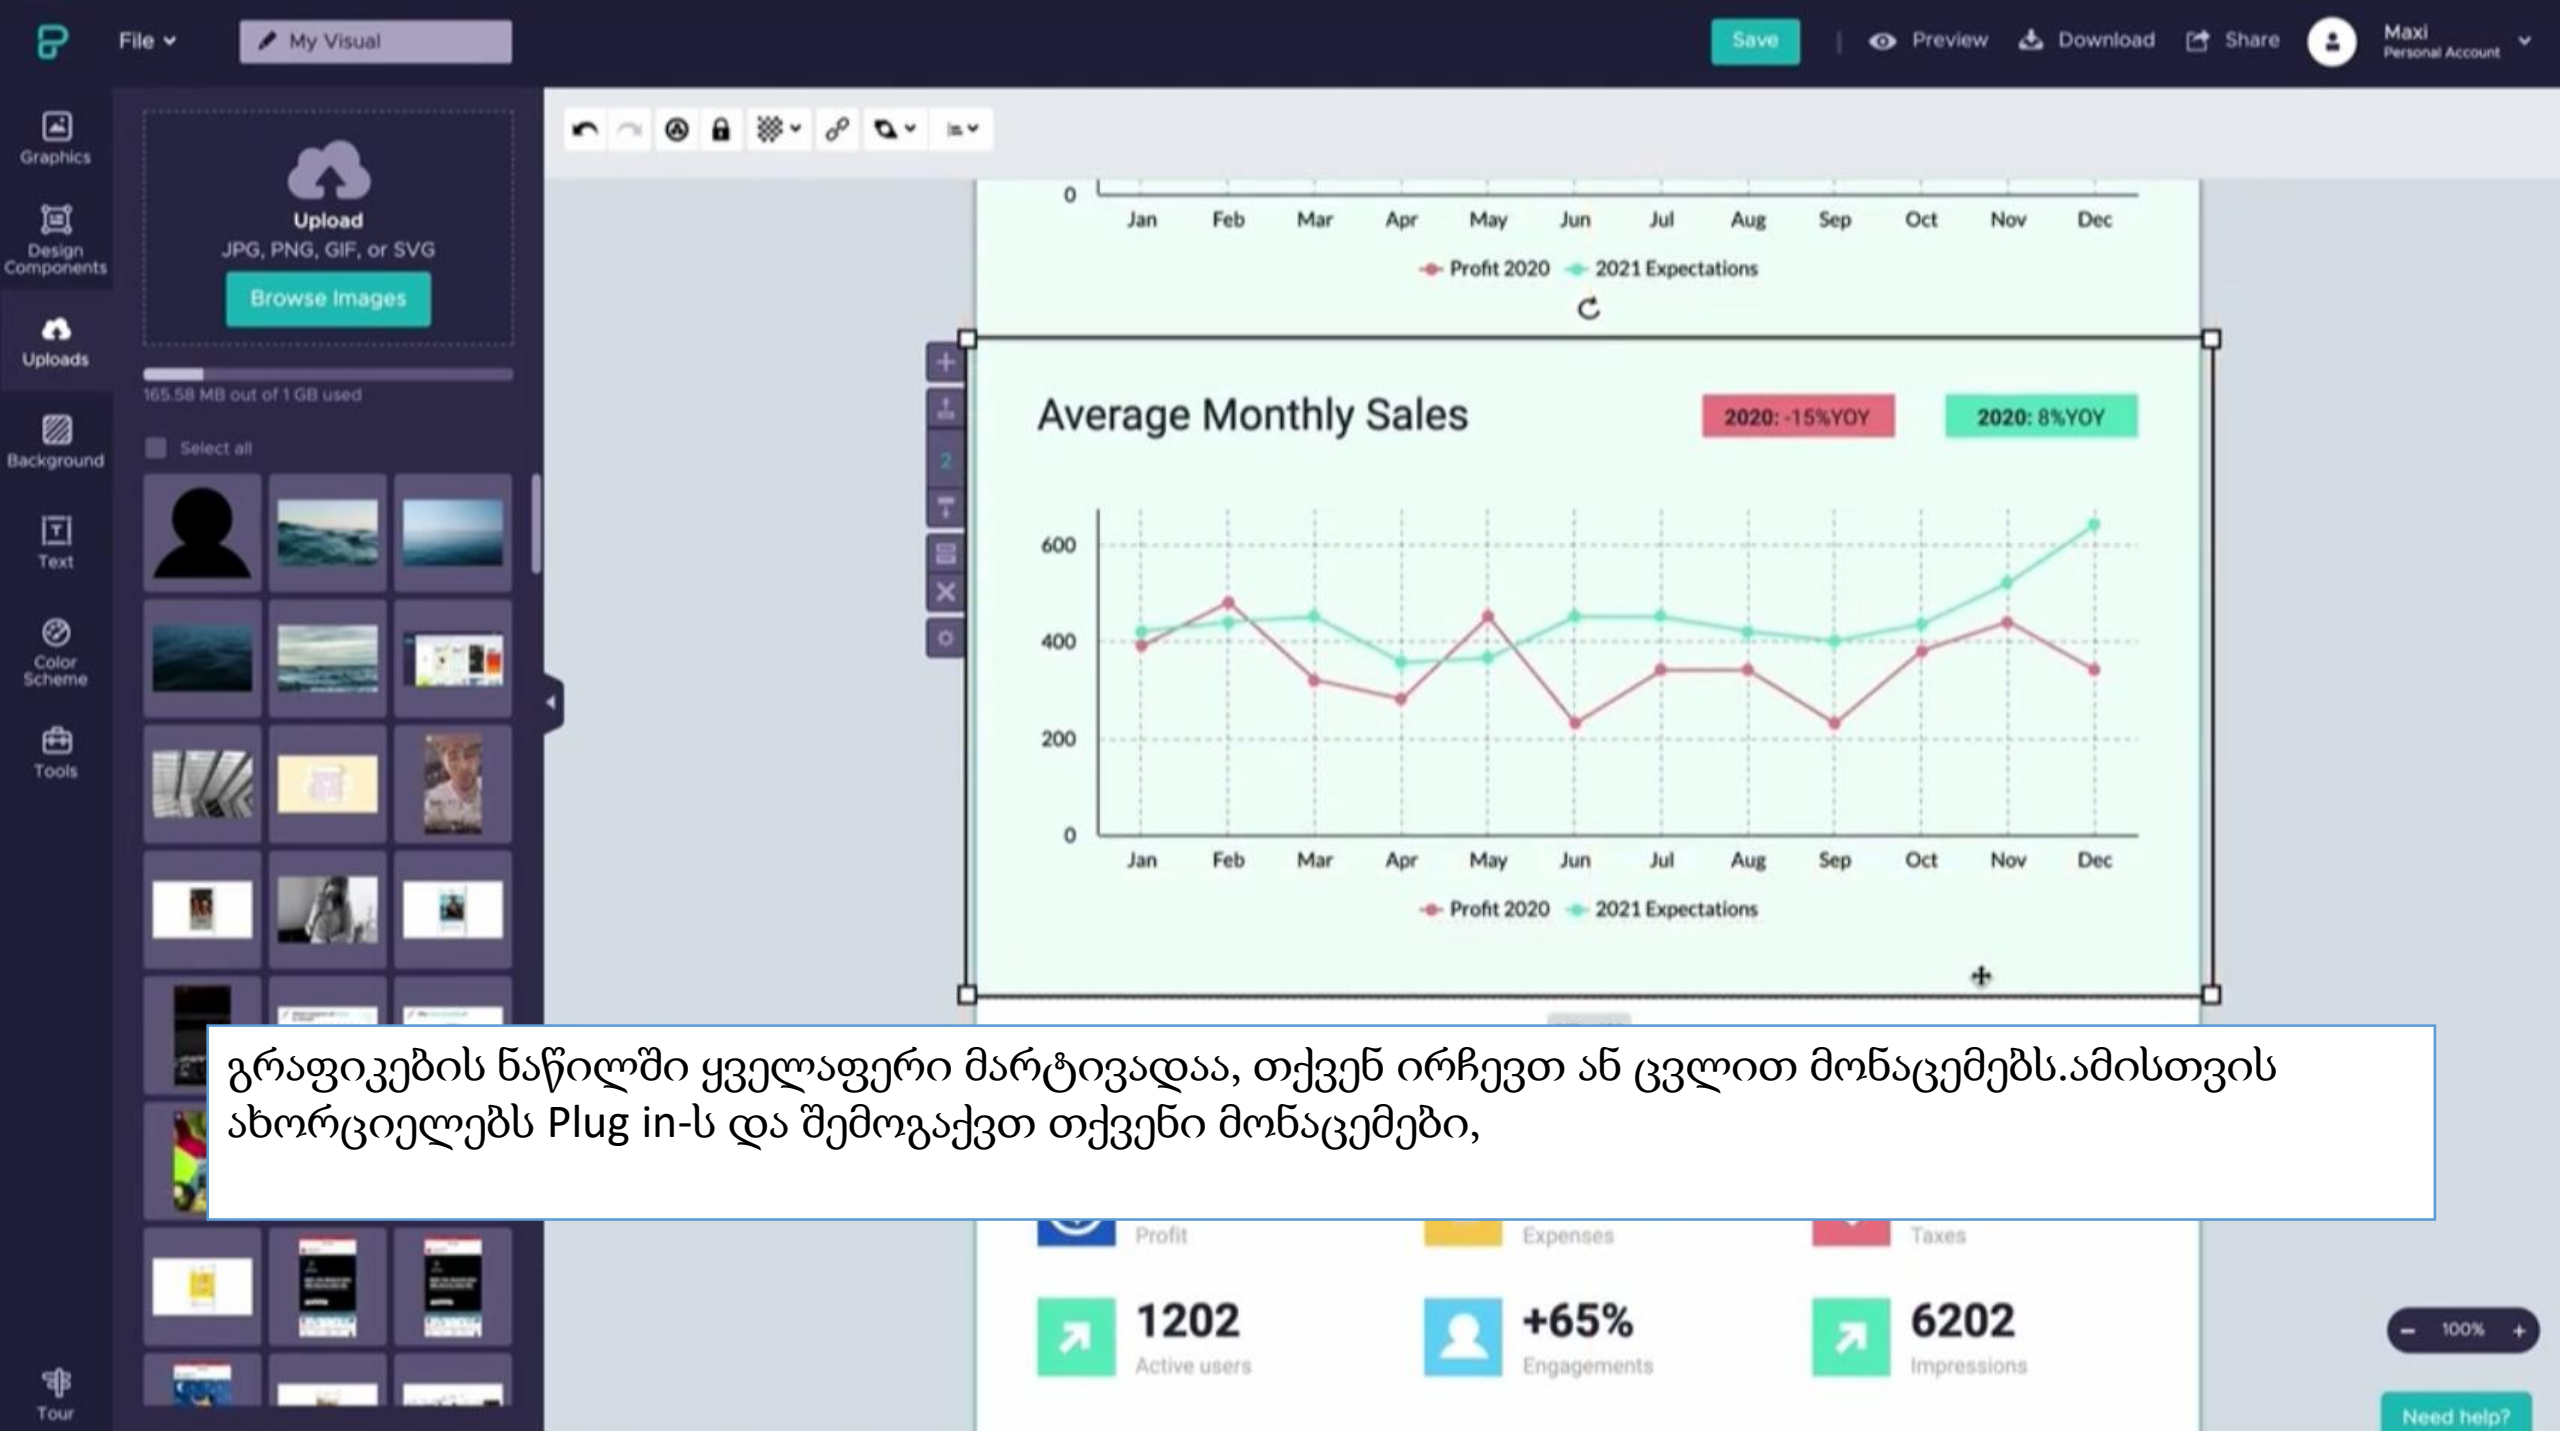 File
My Visual
Save
Preview
Download
Share
Maxi
Personal Account
Graphics
Design
Components
Uploads
Background
Text
Color
Scheme
Tools
Tour
Upload
JPG, PNG, GIF, or SVG
Browse Images
165.58 MB out of 1 GB used
Select all
0
Jan Feb Mar Apr May Jun Jul Aug Sep Oct Nov Dec
Profit 2020 2021 Expectations
2
Average Monthly Sales
2020: -15%YOY
2020: 8%YOY
600
400
200
0
Jan Feb Mar Apr May Jun Jul Aug Sep Oct Nov Dec
Profit 2020 2021 Expectations
გრაფიკების ნაწილში ყველაფერი მარტივადაა, თქვენ ირჩევთ ან ცვლით მონაცემებს.ამისთვის
ახორციელებს Plug in-ს და შემოგაქვთ თქვენი მონაცემები,
Profit Expenses Taxes
1202 +65% 6202
Active users Engagements Impressions
100%
Need help?